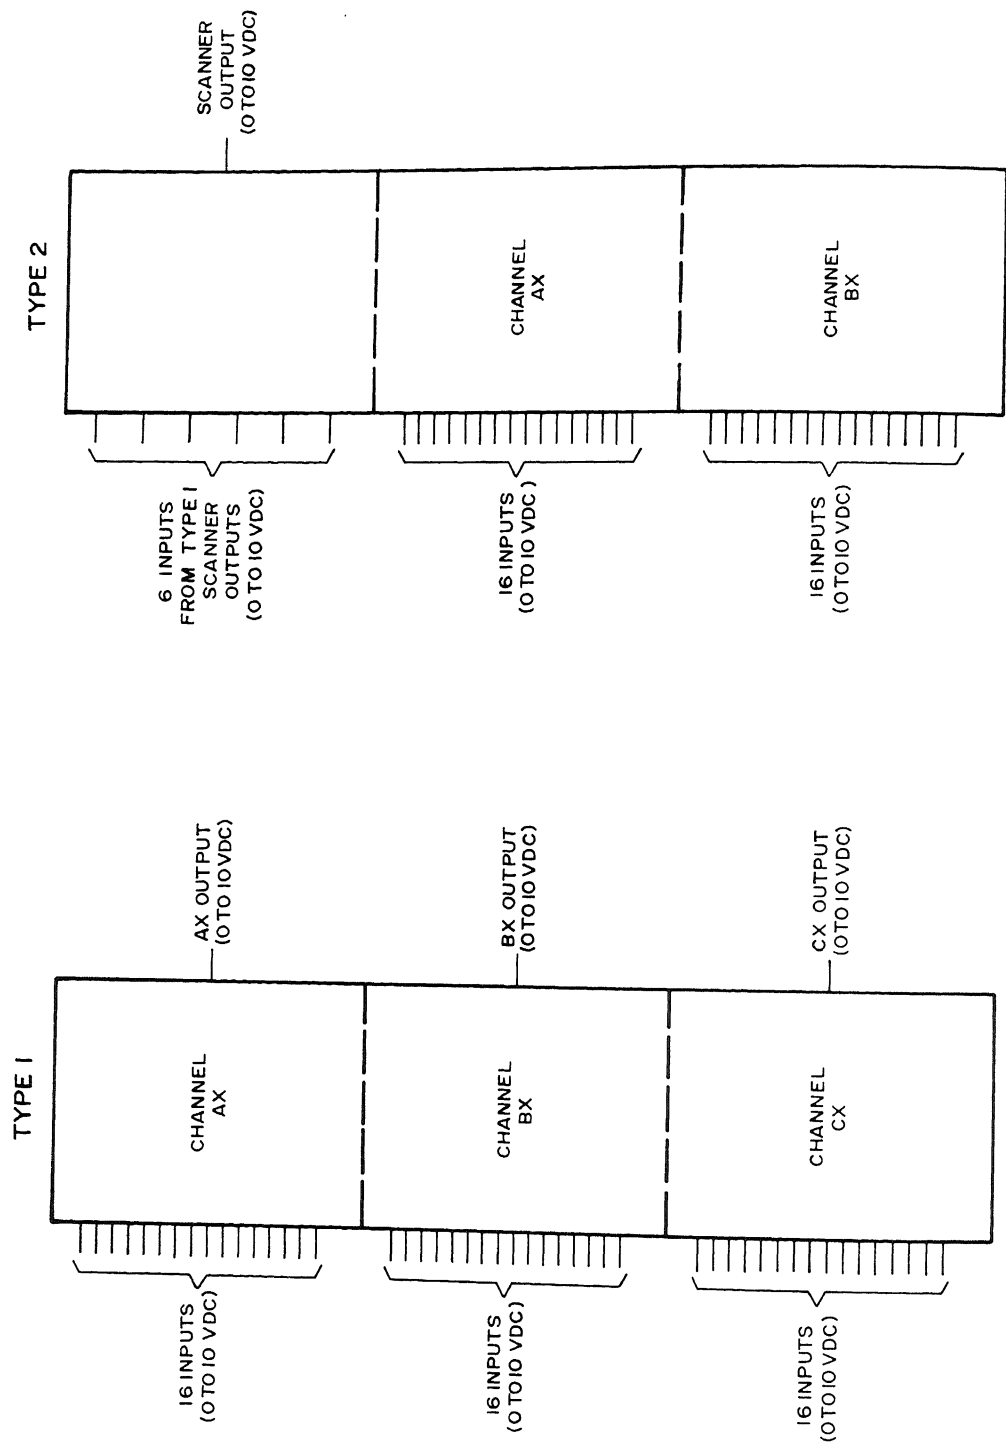 TYPE 1
16 INPUTS
(0 TO 10 VDC)
CHANNEL
AX
AX OUTPUT
(0 TO 10 VDC)
16 INPUTS
(0 TO 10 VDC)
CHANNEL
BX
BX OUTPUT
(0 TO 10 VDC)
16 INPUTS
(0 TO 10 VDC)
CHANNEL
CX
CX OUTPUT
(0 TO 10 VDC)
TYPE 2
6 INPUTS
FROM TYPE 1
SCANNER
OUTPUTS
(0 TO 10 VDC)
SCANNER
OUTPUT
(0 TO 10 VDC)
16 INPUTS
(0 TO 10 VDC)
CHANNEL
AX
16 INPUTS
(0 TO 10 VDC)
CHANNEL
BX